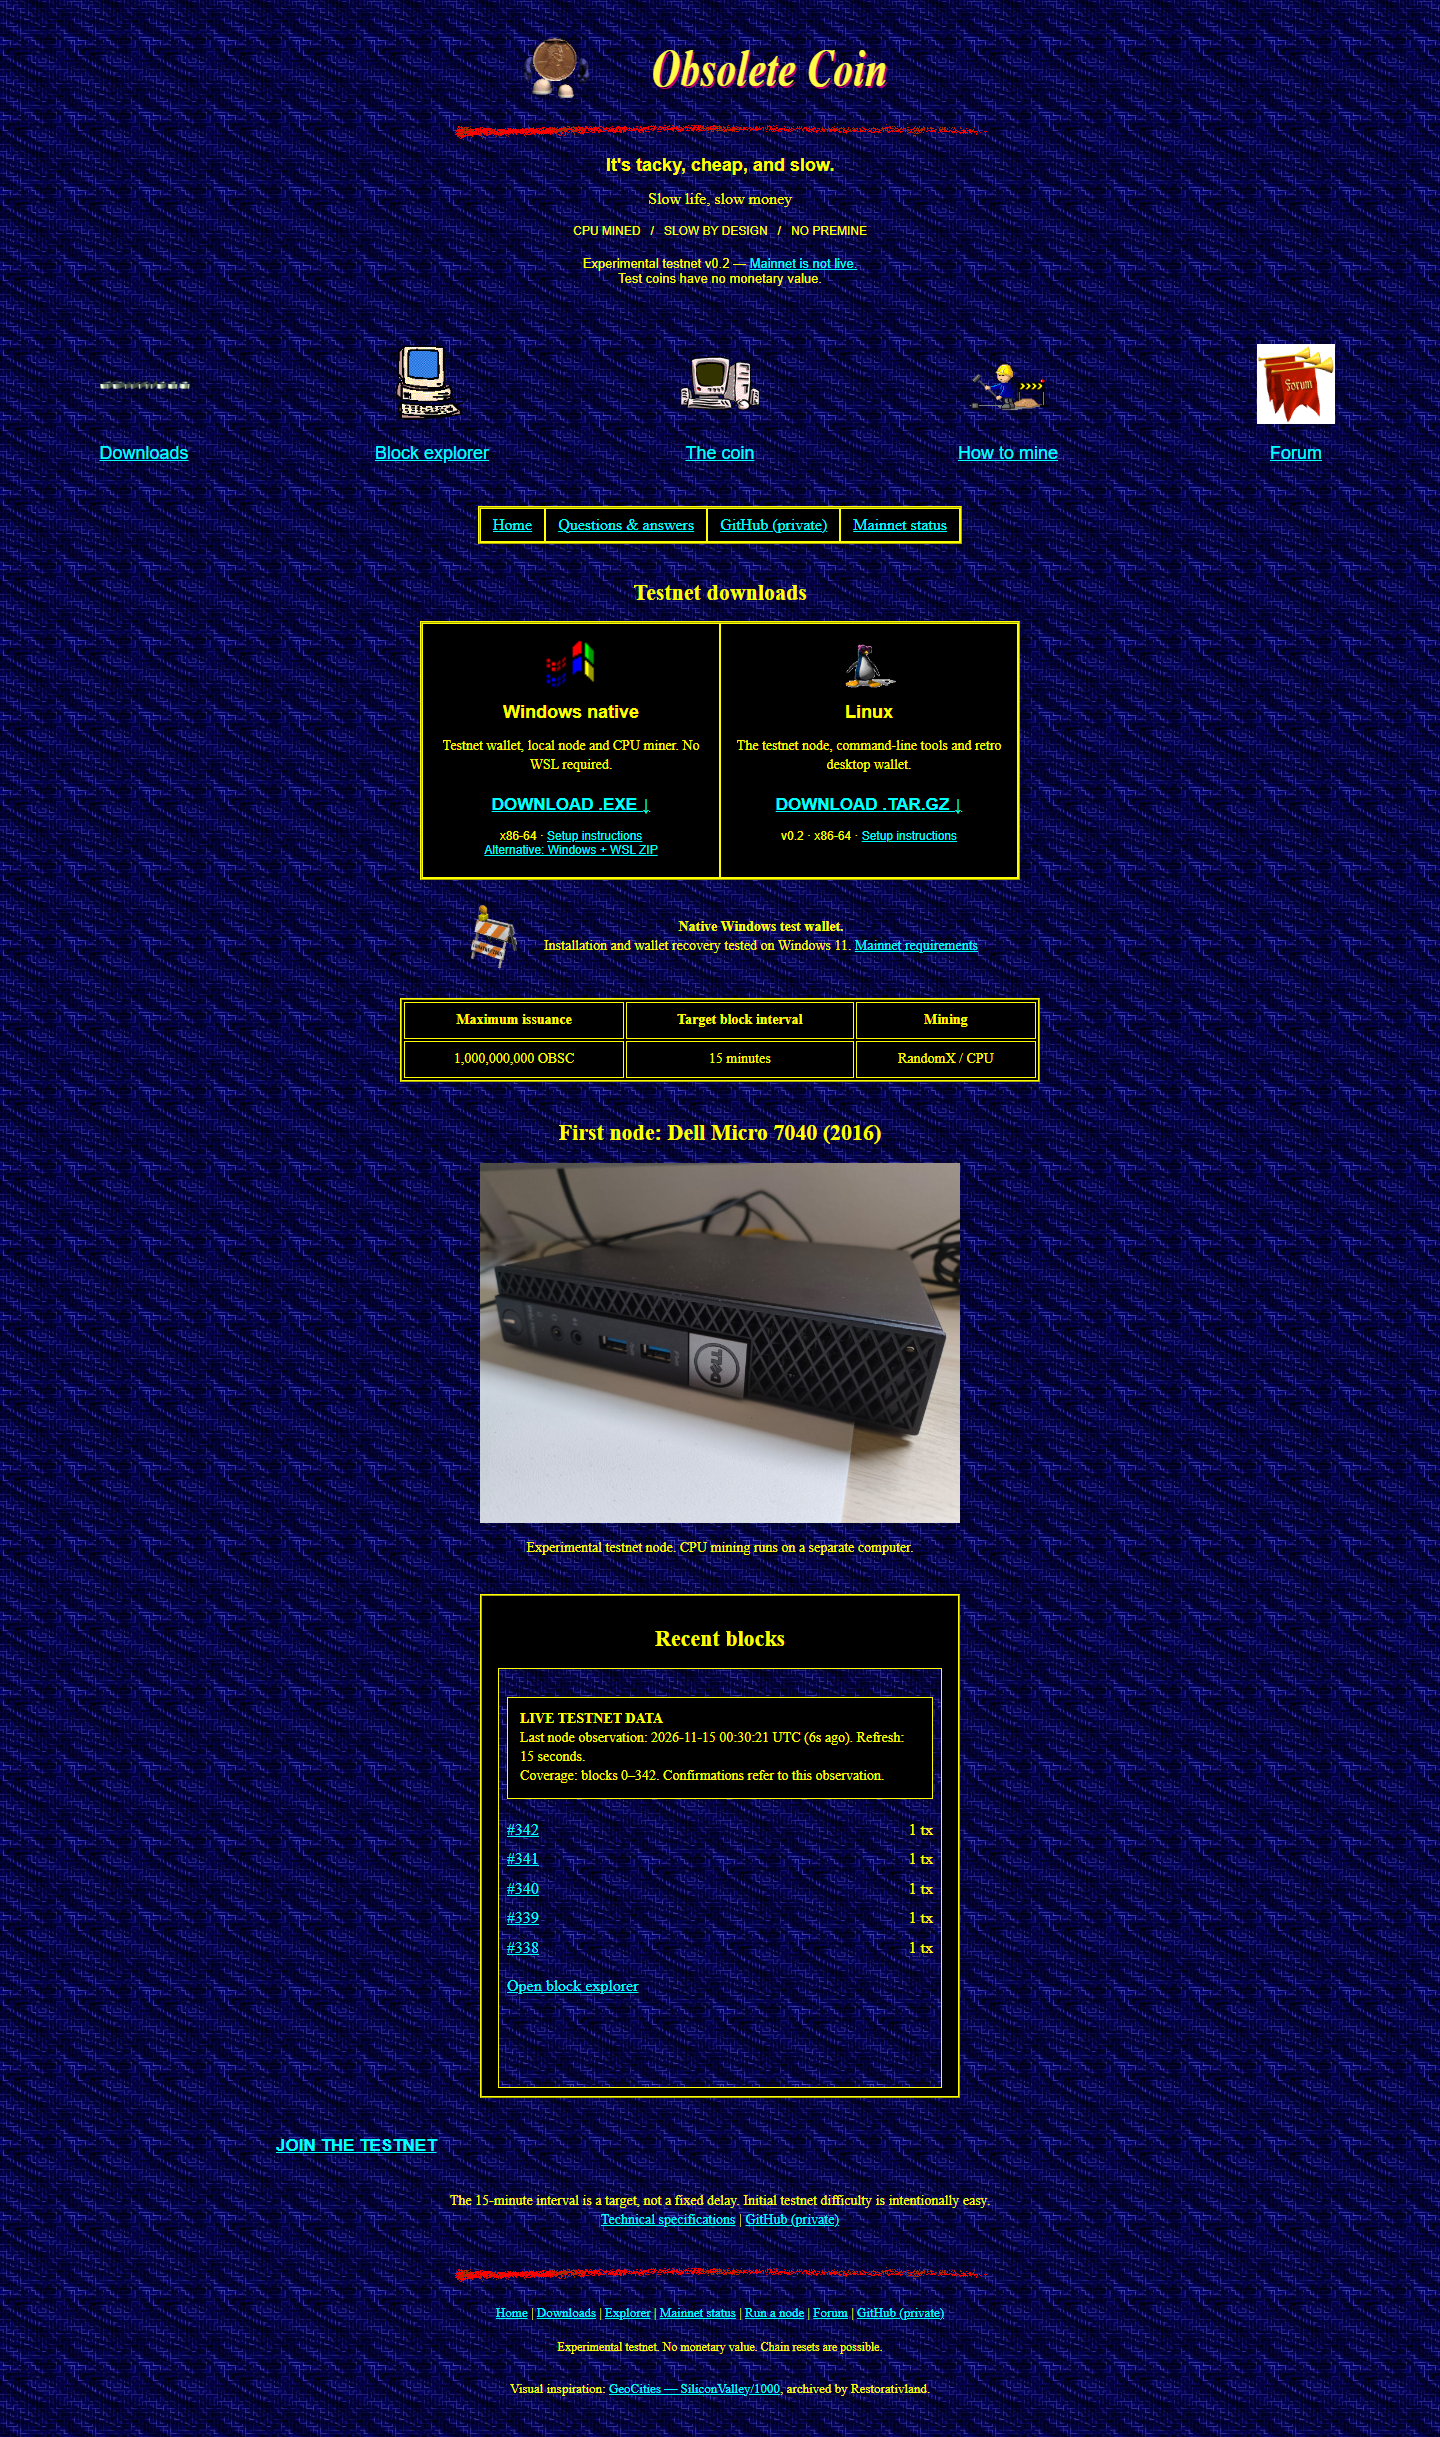 Obsolete Coin
It's tacky, cheap, and slow.
Slow life, slow money
CPU MINED / SLOW BY DESIGN / NO PREMINE
Experimental testnet v0.2 — Mainnet is not live.
Test coins have no monetary value.
Forum
Downloads
Block explorer
The coin
How to mine
Forum
Home
Questions & answers
GitHub (private)
Mainnet status
Testnet downloads
Windows native
Testnet wallet, local node and CPU miner. No
WSL required.
DOWNLOAD .EXE ↓
x86-64 · Setup instructions
Alternative: Windows + WSL ZIP
Linux
The testnet node, command-line tools and retro
desktop wallet.
DOWNLOAD .TAR.GZ ↓
v0.2 · x86-64 · Setup instructions
Native Windows test wallet.
Installation and wallet recovery tested on Windows 11. Mainnet requirements
Maximum issuance
Target block interval
Mining
1,000,000,000 OBSC
15 minutes
RandomX / CPU
First node: Dell Micro 7040 (2016)
DELL
Experimental testnet node. CPU mining runs on a separate computer.
Recent blocks
LIVE TESTNET DATA
Last node observation: 2026-11-15 00:30:21 UTC (6s ago). Refresh:
15 seconds.
Coverage: blocks 0–342. Confirmations refer to this observation.
#342 1 tx
#341 1 tx
#340 1 tx
#339 1 tx
#338 1 tx
Open block explorer
JOIN THE TESTNET
The 15-minute interval is a target, not a fixed delay. Initial testnet difficulty is intentionally easy.
Technical specifications | GitHub (private)
Home | Downloads | Explorer | Mainnet status | Run a node | Forum | GitHub (private)
Experimental testnet. No monetary value. Chain resets are possible.
Visual inspiration: GeoCities — SiliconValley/1000, archived by Restorativland.